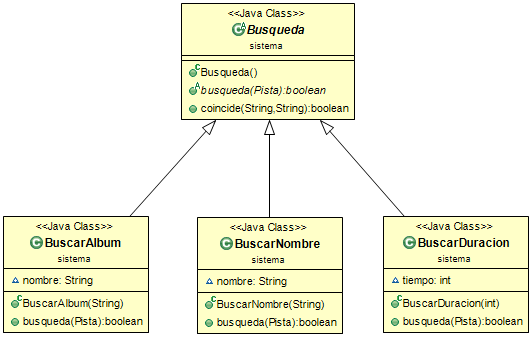 <<Java Class>>
Busqueda
sistema
Busqueda()
busqueda(Pista):boolean
coincide(String,String):boolean
<<Java Class>>
BuscarAlbum
sistema
nombre: String
BuscarAlbum(String)
busqueda(Pista):boolean
<<Java Class>>
BuscarNombre
sistema
nombre: String
BuscarNombre(String)
busqueda(Pista):boolean
<<Java Class>>
BuscarDuracion
sistema
tiempo: int
BuscarDuracion(int)
busqueda(Pista):boolean